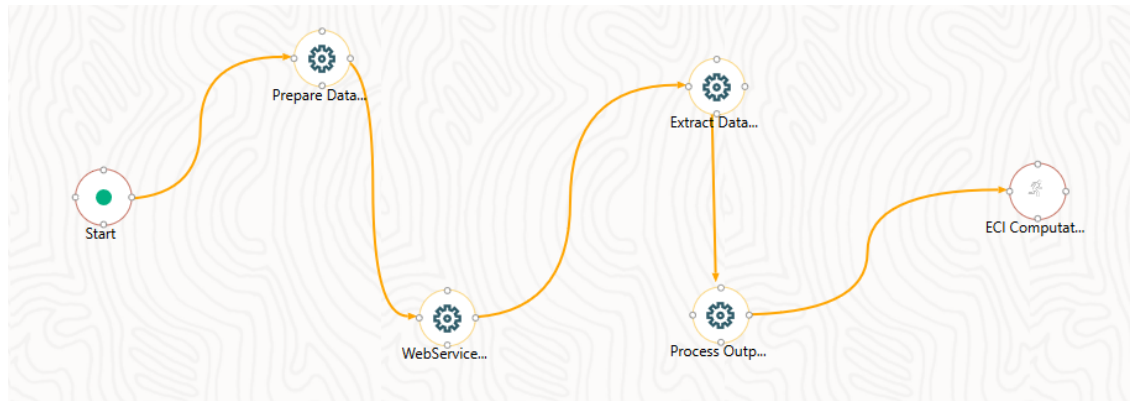 Start
Prepare Data...
WebService...
Extract Data...
Process Outp...
ECI Computat...